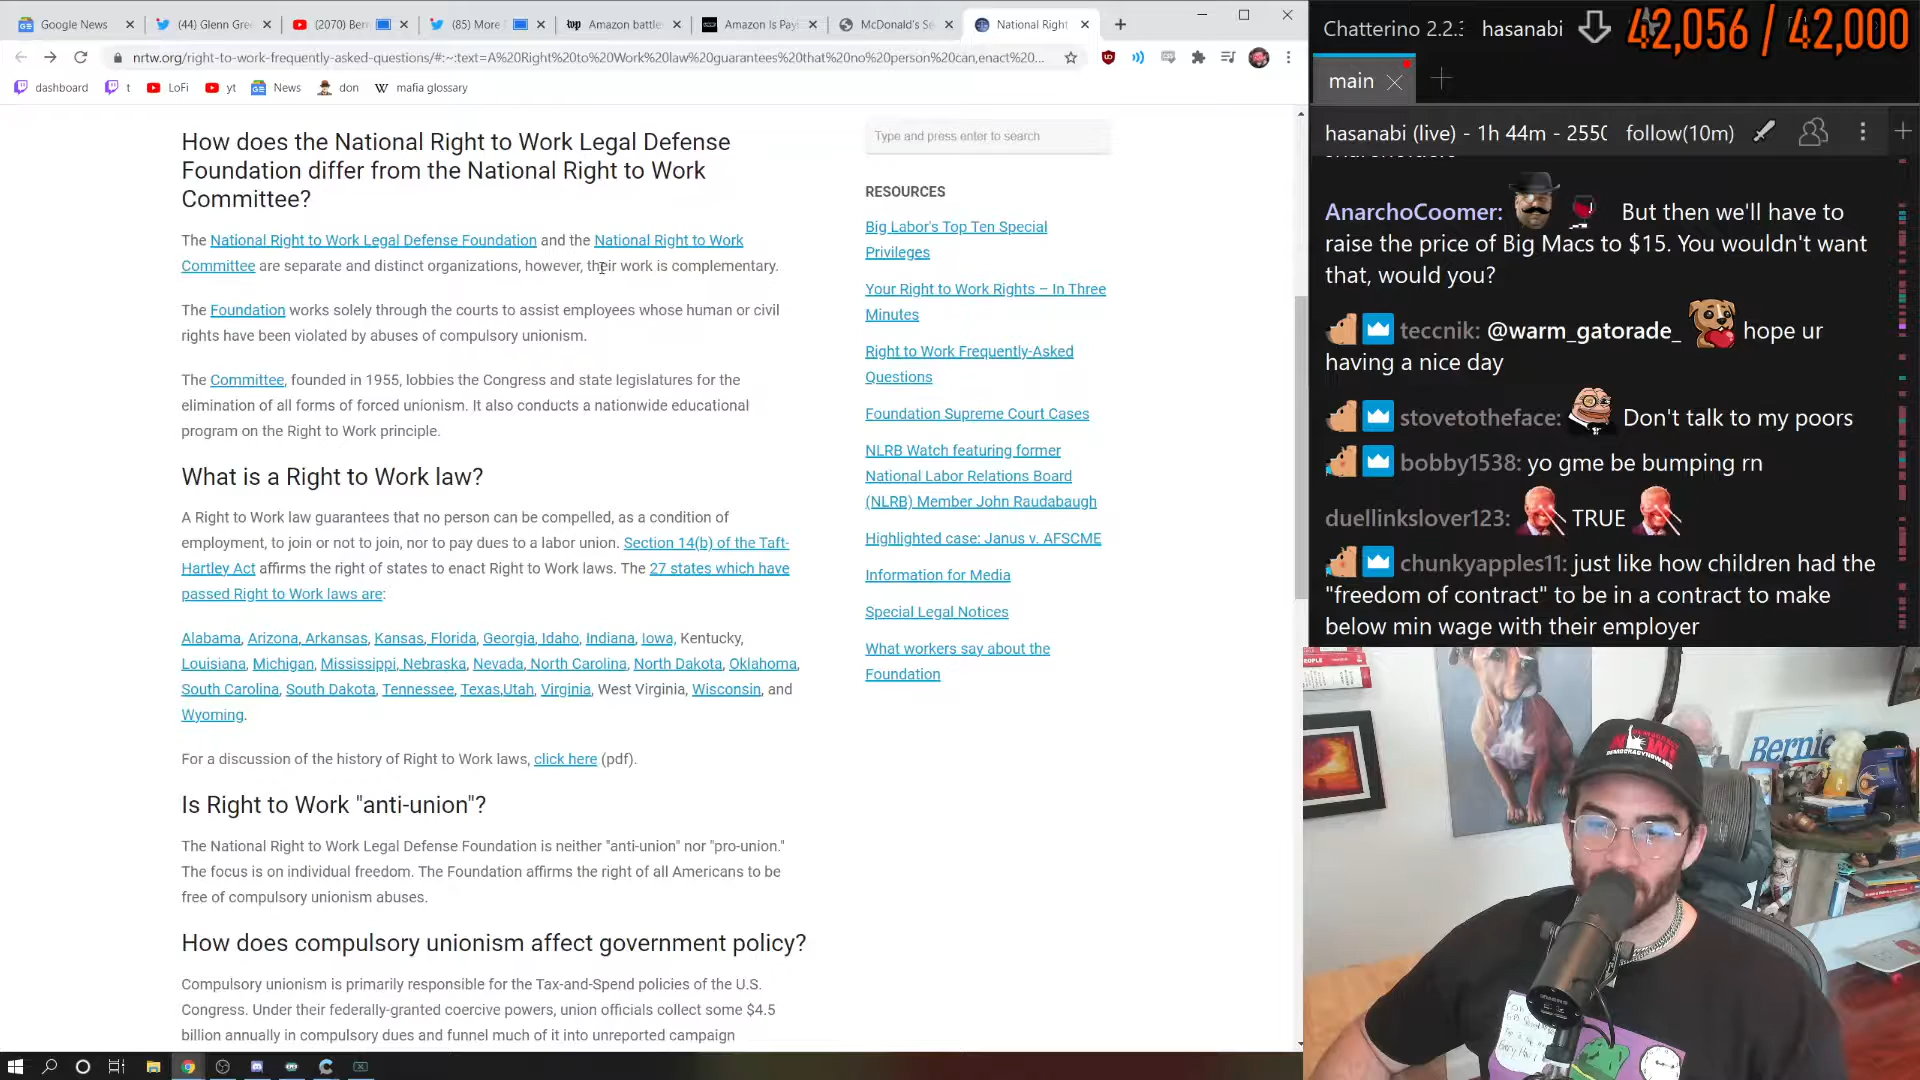 Google News
(44) Glenn Gre
(2070) Ber
(85) More
Amazon battle
Amazon Is Pay
McDonald's Se
National Right
nrtw.org/right-to-work-frequently-asked-questions/#:~:text=A%20Right%20to%20Work%20law%20guarantees%20that%20no%20person%20can,enact%20...
dashboard
t
LoFi
yt
News
don
W
mafia glossary
How does the National Right to Work Legal Defense
Foundation differ from the National Right to Work
Committee?
The National Right to Work Legal Defense Foundation and the National Right to Work
Committee are separate and distinct organizations, however, their work is complementary.
The Foundation works solely through the courts to assist employees whose human or civil
rights have been violated by abuses of compulsory unionism.
The Committee, founded in 1955, lobbies the Congress and state legislatures for the
elimination of all forms of forced unionism. It also conducts a nationwide educational
program on the Right to Work principle.
What is a Right to Work law?
A Right to Work law guarantees that no person can be compelled, as a condition of
employment, to join or not to join, nor to pay dues to a labor union. Section 14(b) of the Taft-
Hartley Act affirms the right of states to enact Right to Work laws. The 27 states which have
passed Right to Work laws are:
Alabama, Arizona, Arkansas, Kansas, Florida, Georgia, Idaho, Indiana, Iowa, Kentucky,
Louisiana, Michigan, Mississippi, Nebraska, Nevada, North Carolina, North Dakota, Oklahoma,
South Carolina, South Dakota, Tennessee, Texas,Utah, Virginia, West Virginia, Wisconsin, and
Wyoming.
For a discussion of the history of Right to Work laws, click here (pdf).
Is Right to Work "anti-union"?
The National Right to Work Legal Defense Foundation is neither "anti-union" nor "pro-union."
The focus is on individual freedom. The Foundation affirms the right of all Americans to be
free of compulsory unionism abuses.
How does compulsory unionism affect government policy?
Compulsory unionism is primarily responsible for the Tax-and-Spend policies of the U.S.
Congress. Under their federally-granted coercive powers, union officials collect some $4.5
billion annually in compulsory dues and funnel much of it into unreported campaign
Type and press enter to search
RESOURCES
Big Labor's Top Ten Special
Privileges
Your Right to Work Rights – In Three
Minutes
Right to Work Frequently-Asked
Questions
Foundation Supreme Court Cases
NLRB Watch featuring former
National Labor Relations Board
(NLRB) Member John Raudabaugh
Highlighted case: Janus v. AFSCME
Information for Media
Special Legal Notices
What workers say about the
Foundation
Chatterino 2.2.3
hasanabi
42,056 / 42,000
main
hasanabi (live) - 1h 44m - 2550
follow(10m)
shareholders
AnarchoCoomer: But then we'll have to
raise the price of Big Macs to $15. You wouldn't want
that, would you?
teccnik: @warm_gatorade_ hope ur
having a nice day
stovetotheface: Don't talk to my poors
bobby1538: yo gme be bumping rn
duellinkslover123: TRUE
chunkyapples11: just like how children had the
"freedom of contract" to be in a contract to make
below min wage with their employer
Bernie
NOW!
DEMOCRACYNOW.ORG